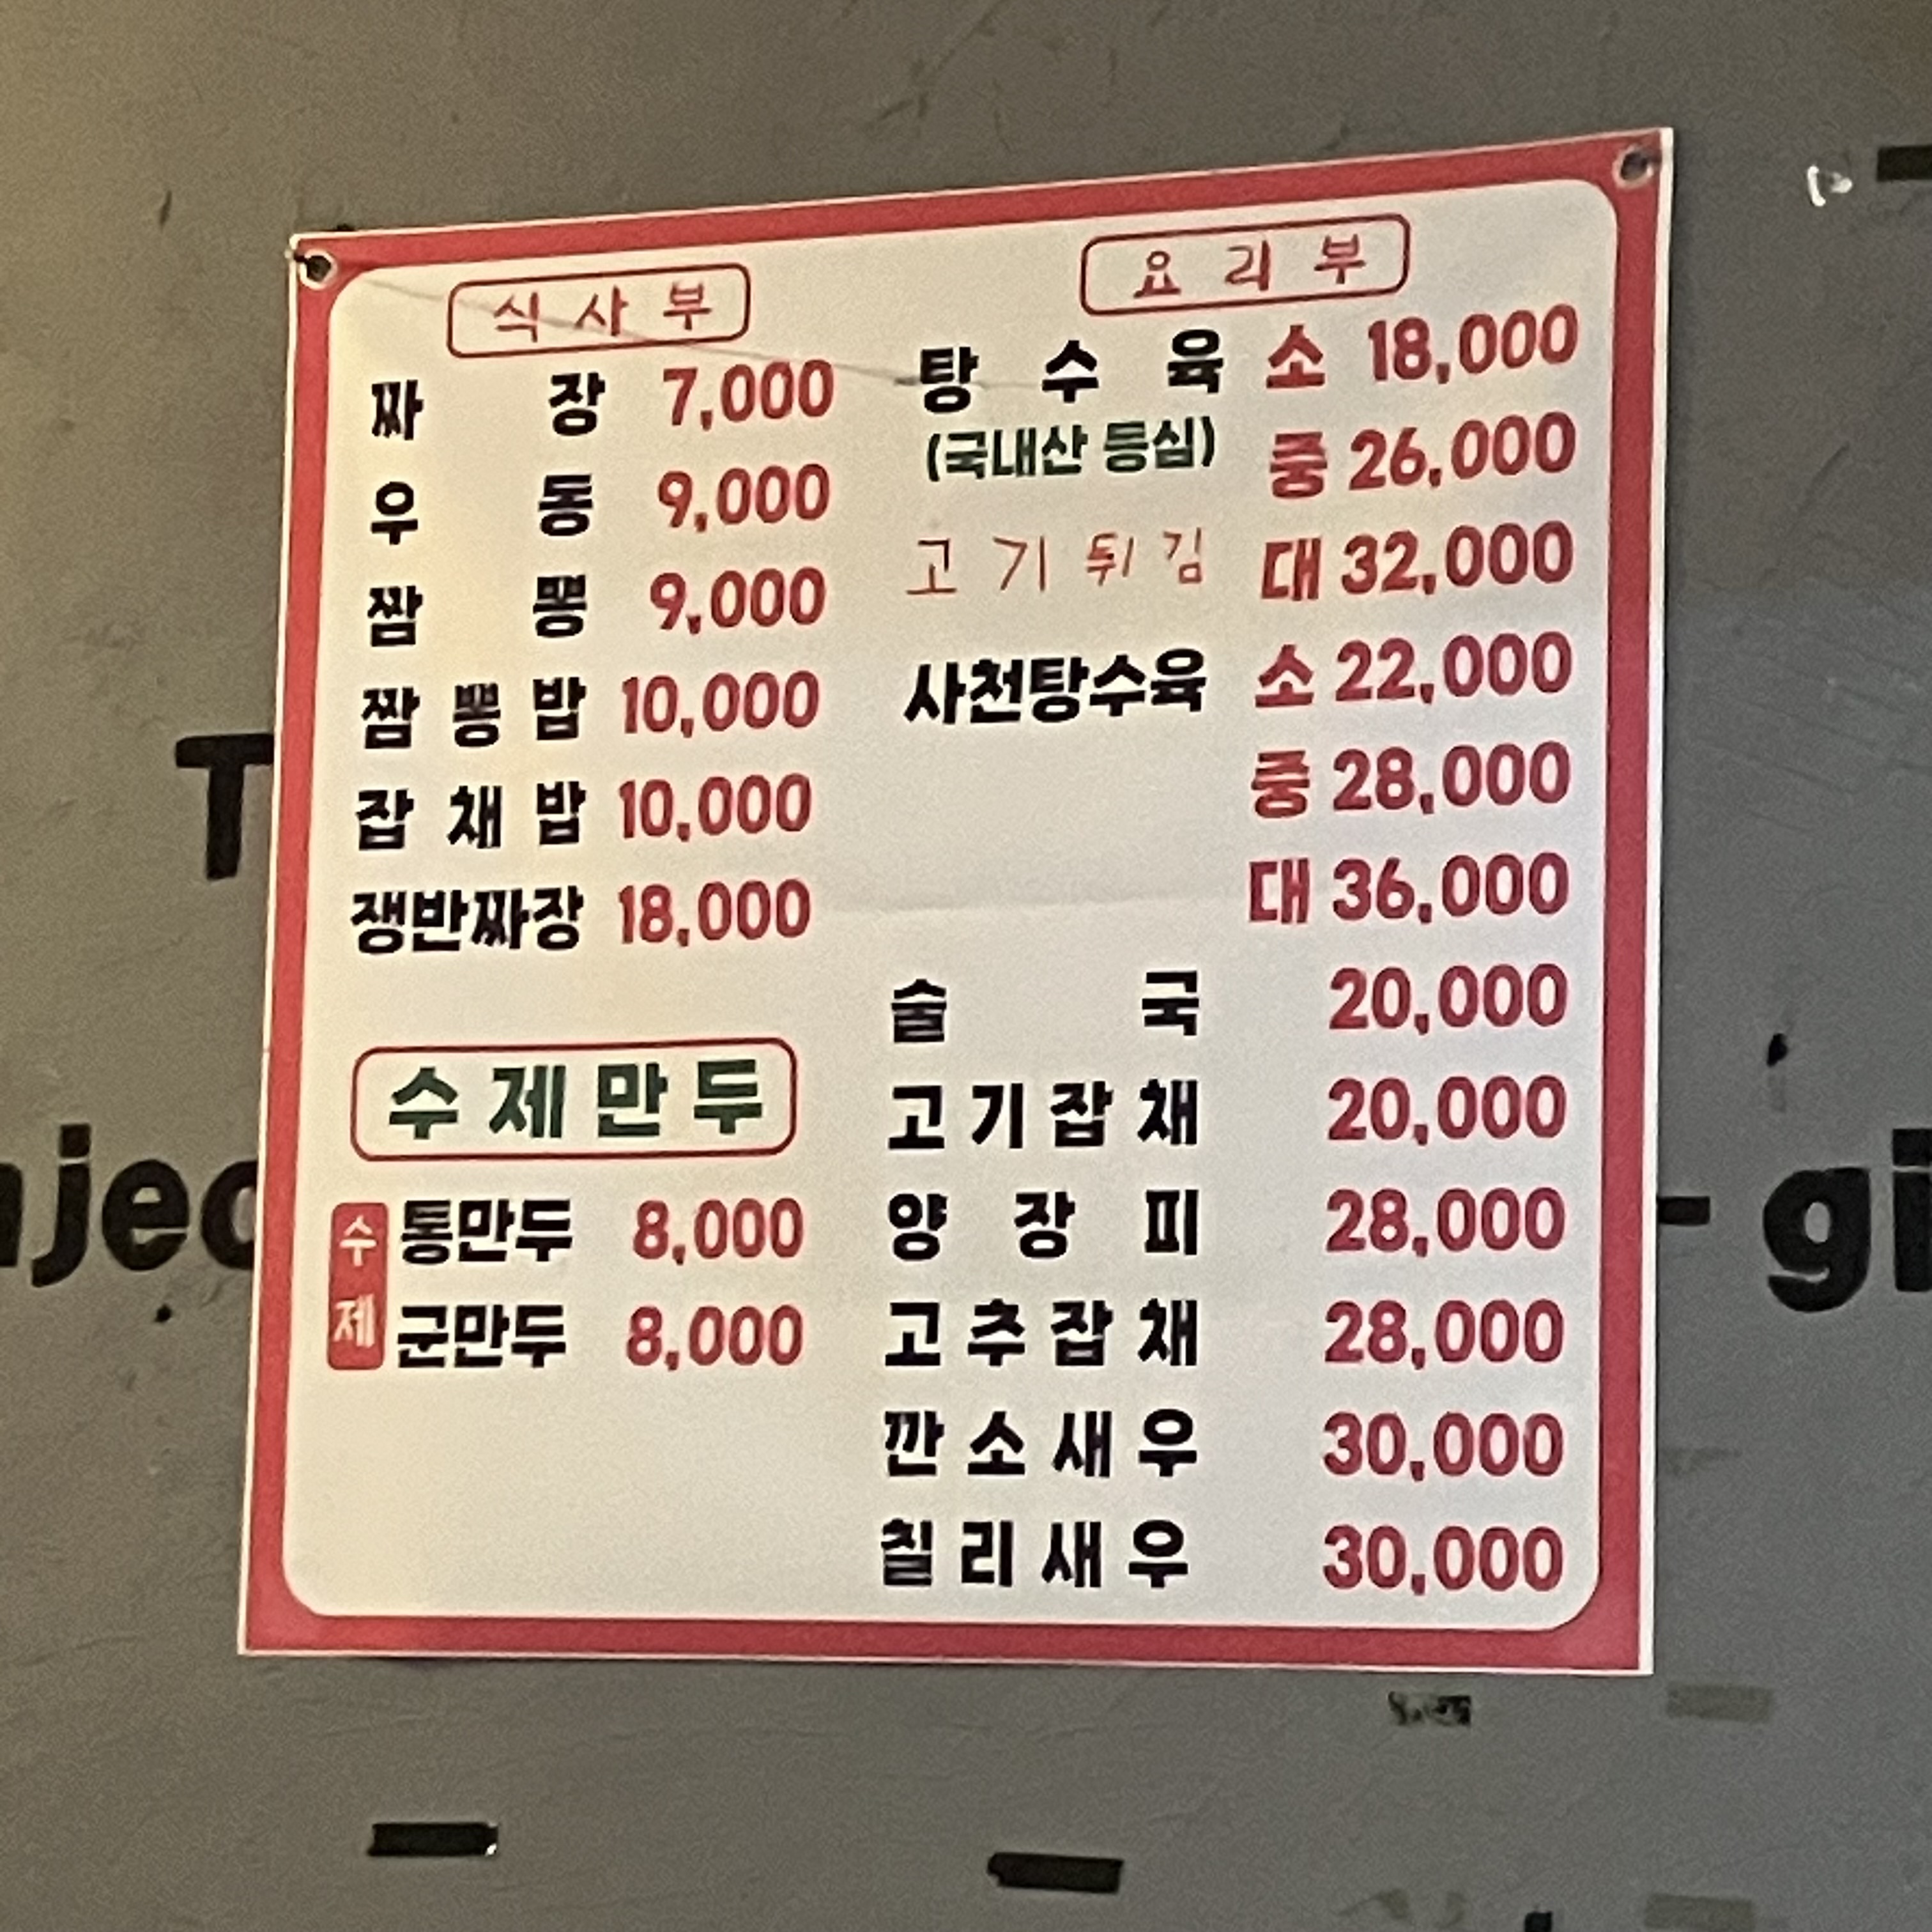 식사부
짜장 7,000
우동 9,000
짬뽕 9,000
짬뽕밥 10,000
잡채밥 10,000
쟁반짜장 18,000
수제만두
수제
통만두 8,000
군만두 8,000
요리부
탕수육 소 18,000
(국내산 등심) 중 26,000
고기튀김 대 32,000
사천탕수육 소 22,000
중 28,000
대 36,000
술국 20,000
고기잡채 20,000
양장피 28,000
고추잡채 28,000
깐소새우 30,000
칠리새우 30,000